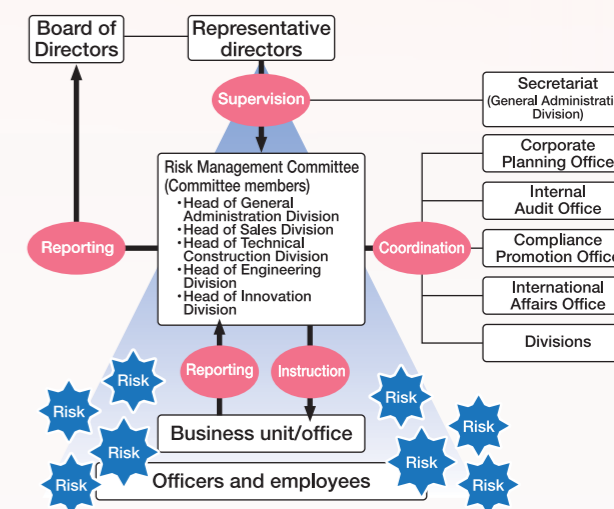 Board of
Directors
Representative
directors
Supervision
Secretariat
(General Administrati
Division)
Corporate
Planning Office
Internal
Audit Office
Compliance
Promotion Office
International
Affairs Office
Divisions
Risk Management Committee
(Committee members)
・Head of General
Administration Division
・Head of Sales Division
・Head of Technical
Construction Division
・Head of Engineering
Division
・Head of Innovation
Division
Reporting
Coordination
Reporting
Instruction
Business unit/office
Officers and employees
Risk
Risk
Risk
Risk
Risk
Risk
Risk
Risk